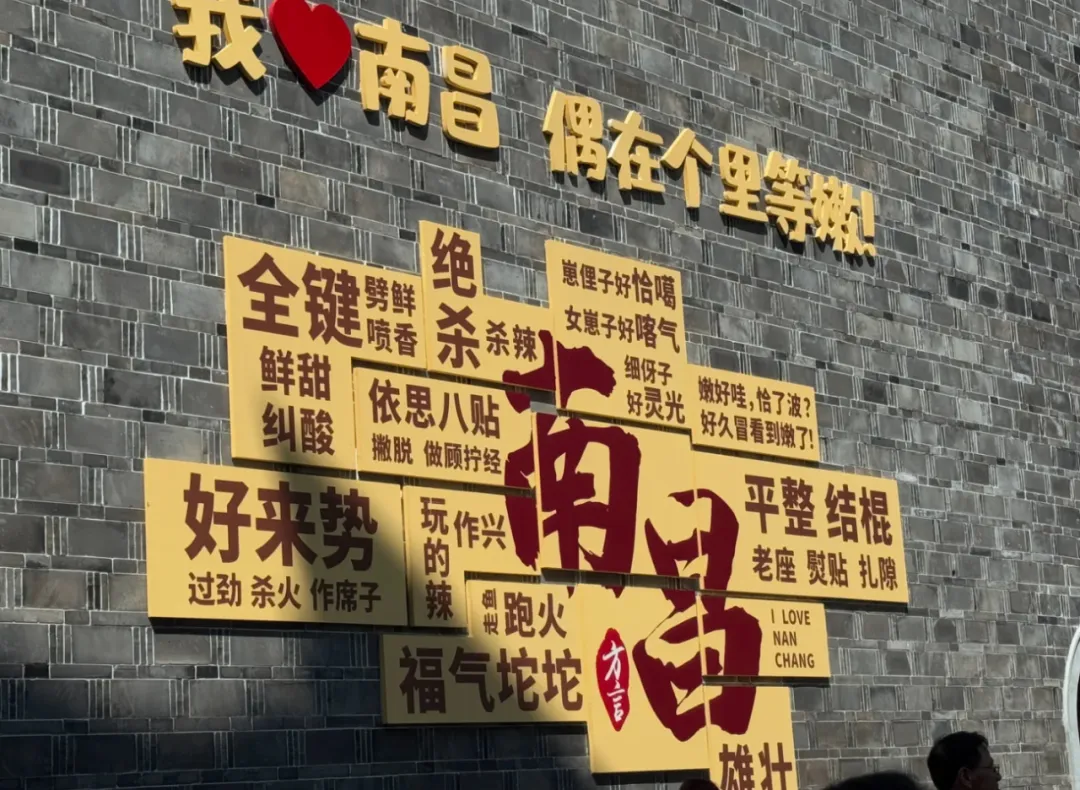 我❤南昌
偶在个里等嫩!
全键
劈鲜
喷香
鲜甜
纠酸
绝杀
杀辣
崽俚子好恰噶
女崽子好喀气
细伢子
好灵光
嫩好哇,恰了波?
好久冒看到嫩了!
依思八贴
撇脱 做顾拧经
好来势
过劲 杀火 作席子
玩的辣
作兴
南昌
方言
平整 结棍
老座 熨贴 扎隙
走鱼
跑火
福气坨坨
I LOVE
NAN
CHANG
雄壮